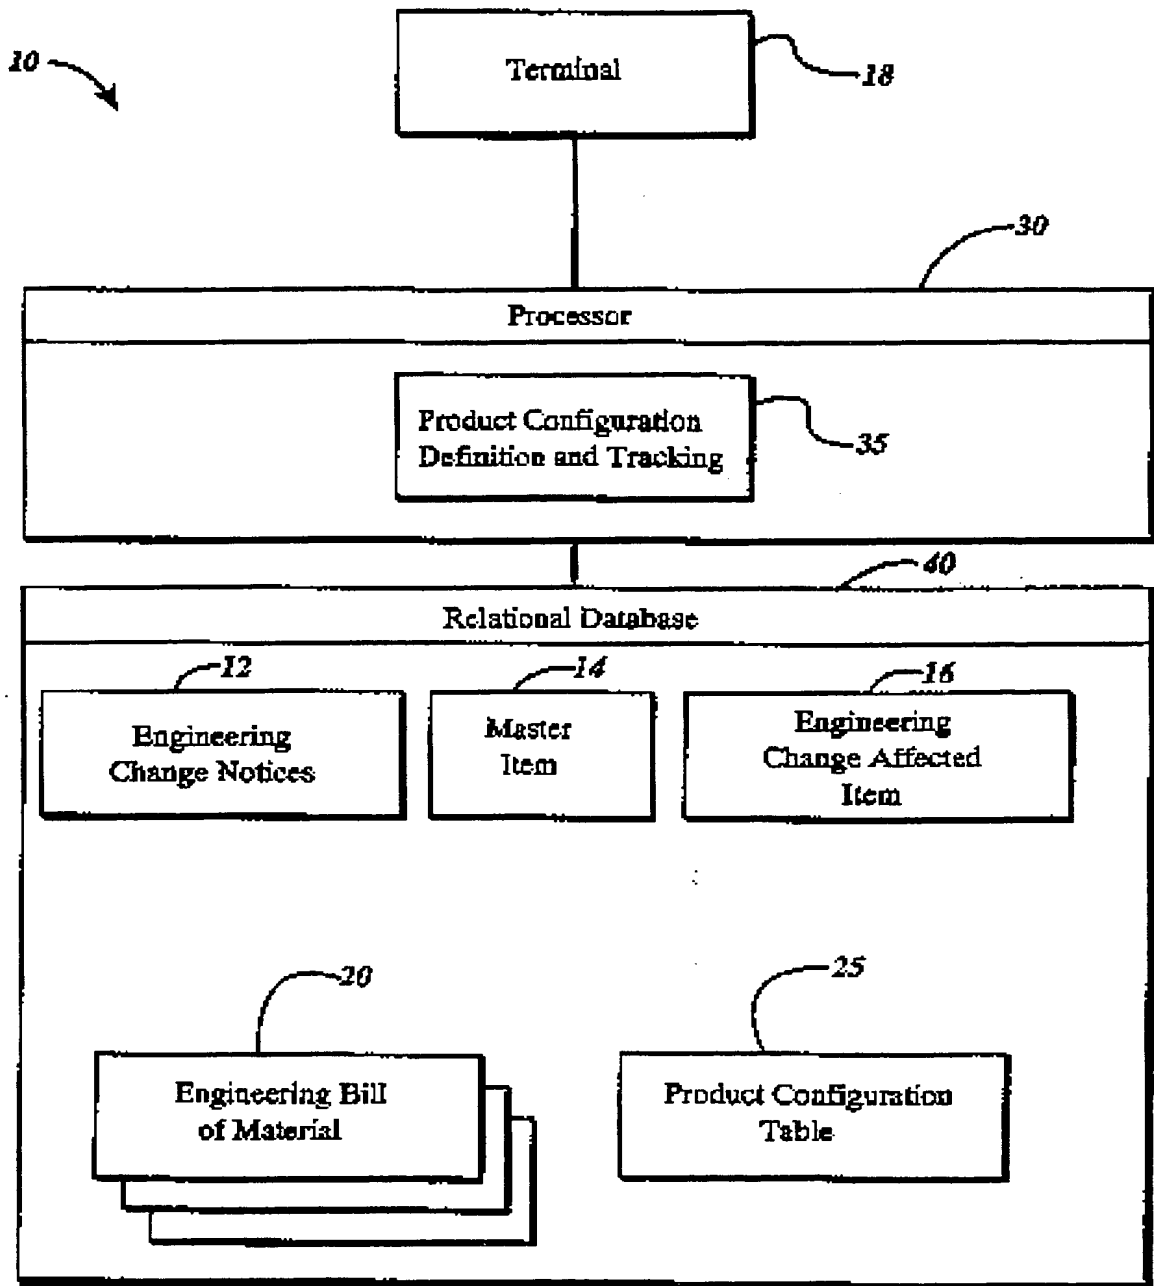 10
Terminal
18
30
Processor
Product Configuration
Definition and Tracking
35
40
Relational Database
12
14
16
Engineering
Change Notices
Master
Item
Engineering
Change Affected
Item
20
25
Engineering Bill
of Material
Product Configuration
Table